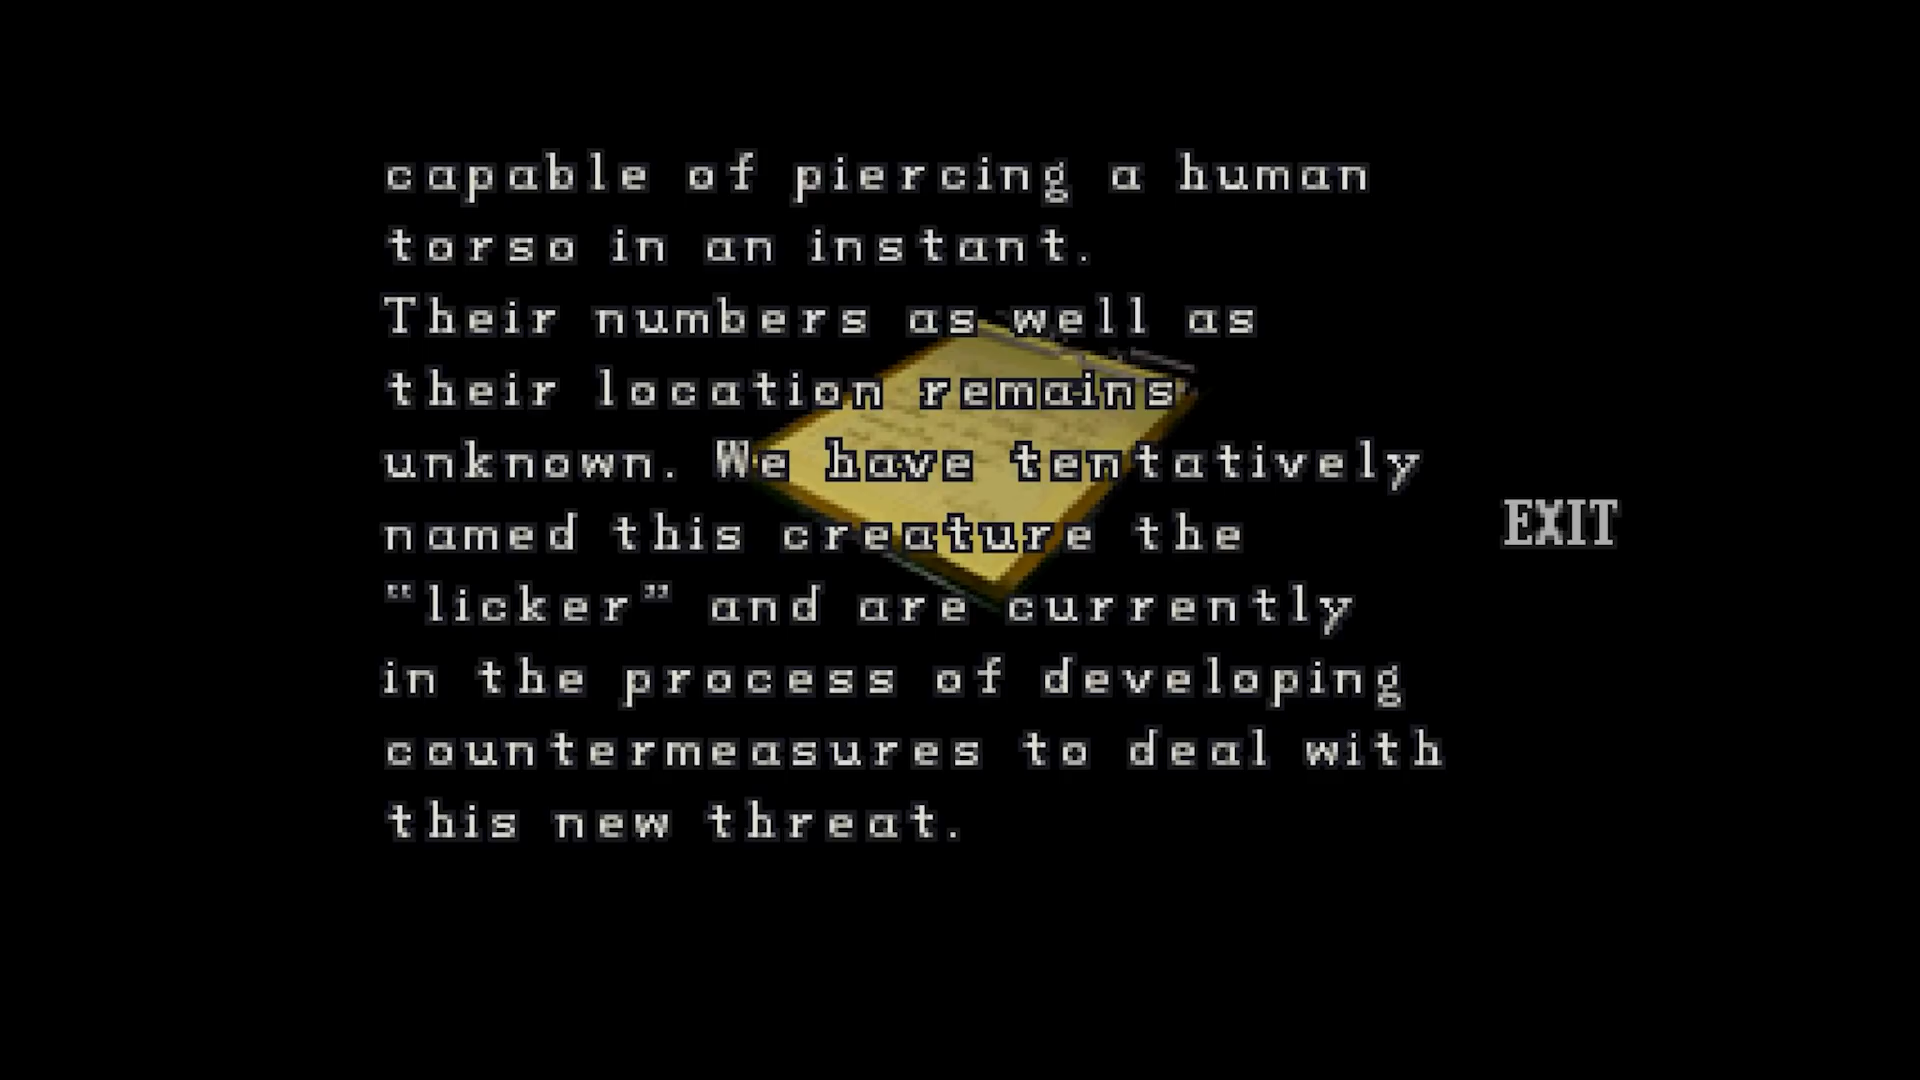 capable of piercing a human
torso in an instant.
Their numbers as well as
their location remains
unknown. We have tentatively
named this creature the
"licker" and are currently
in the process of developing
countermeasures to deal with
this new threat.
EXIT